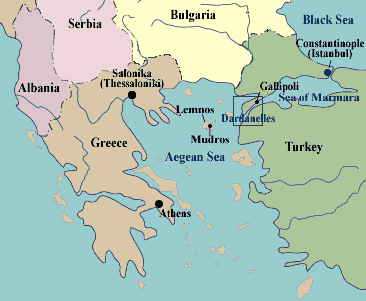 Bulgaria
Black Sea
Serbia
Constantinople
(Istanbul)
Salonika
(Thessaloniki)
Albania
Gallipoli
Sea of Marmara
Lemnos
Dardanelles
Mudros
Greece
Turkey
Aegean Sea
Athens